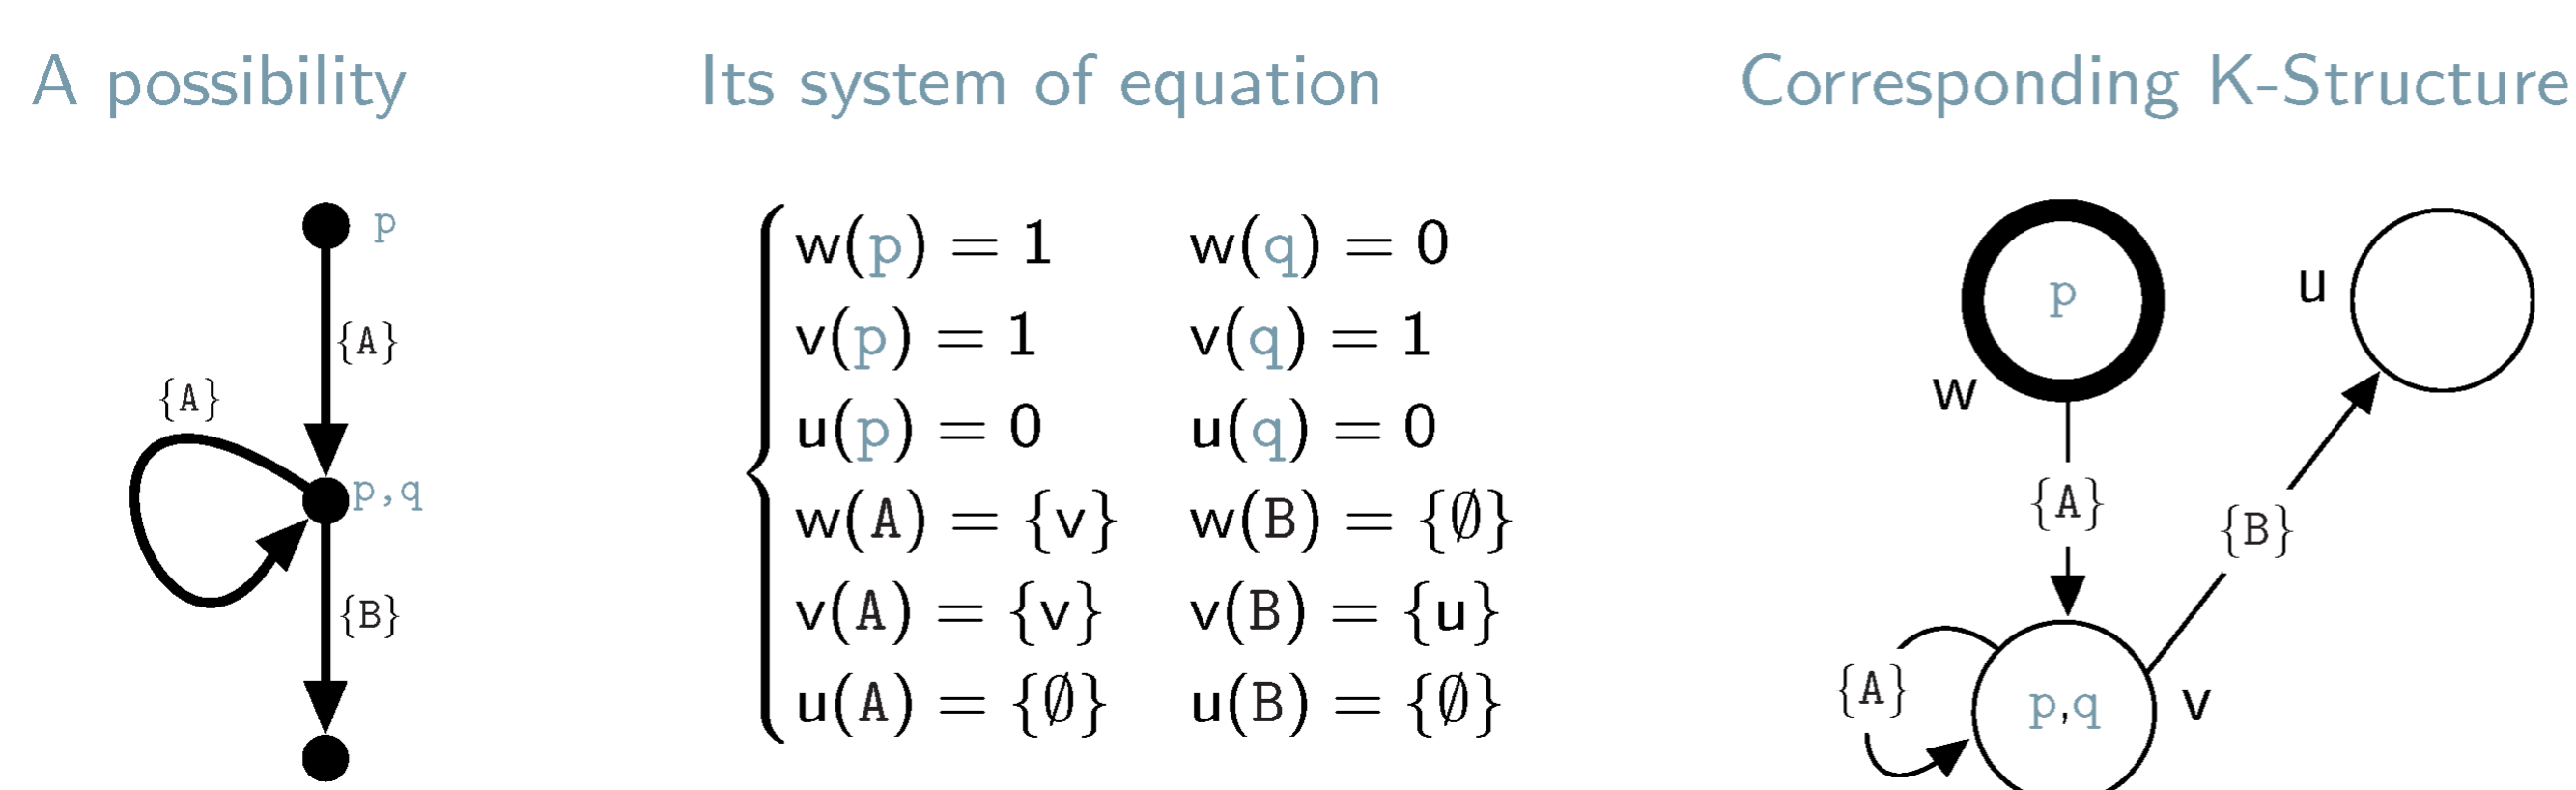 A possibility
Its system of equation
Corresponding K-Structure
p
{A}
{A}
p,q
{B}
w(p) = 1 w(q) = 0
v(p) = 1 v(q) = 1
u(p) = 0 u(q) = 0
w(A) = {v} w(B) = {∅}
v(A) = {v} v(B) = {u}
u(A) = {∅} u(B) = {∅}
p
u
w
{A}
{B}
{A}
p,q
v